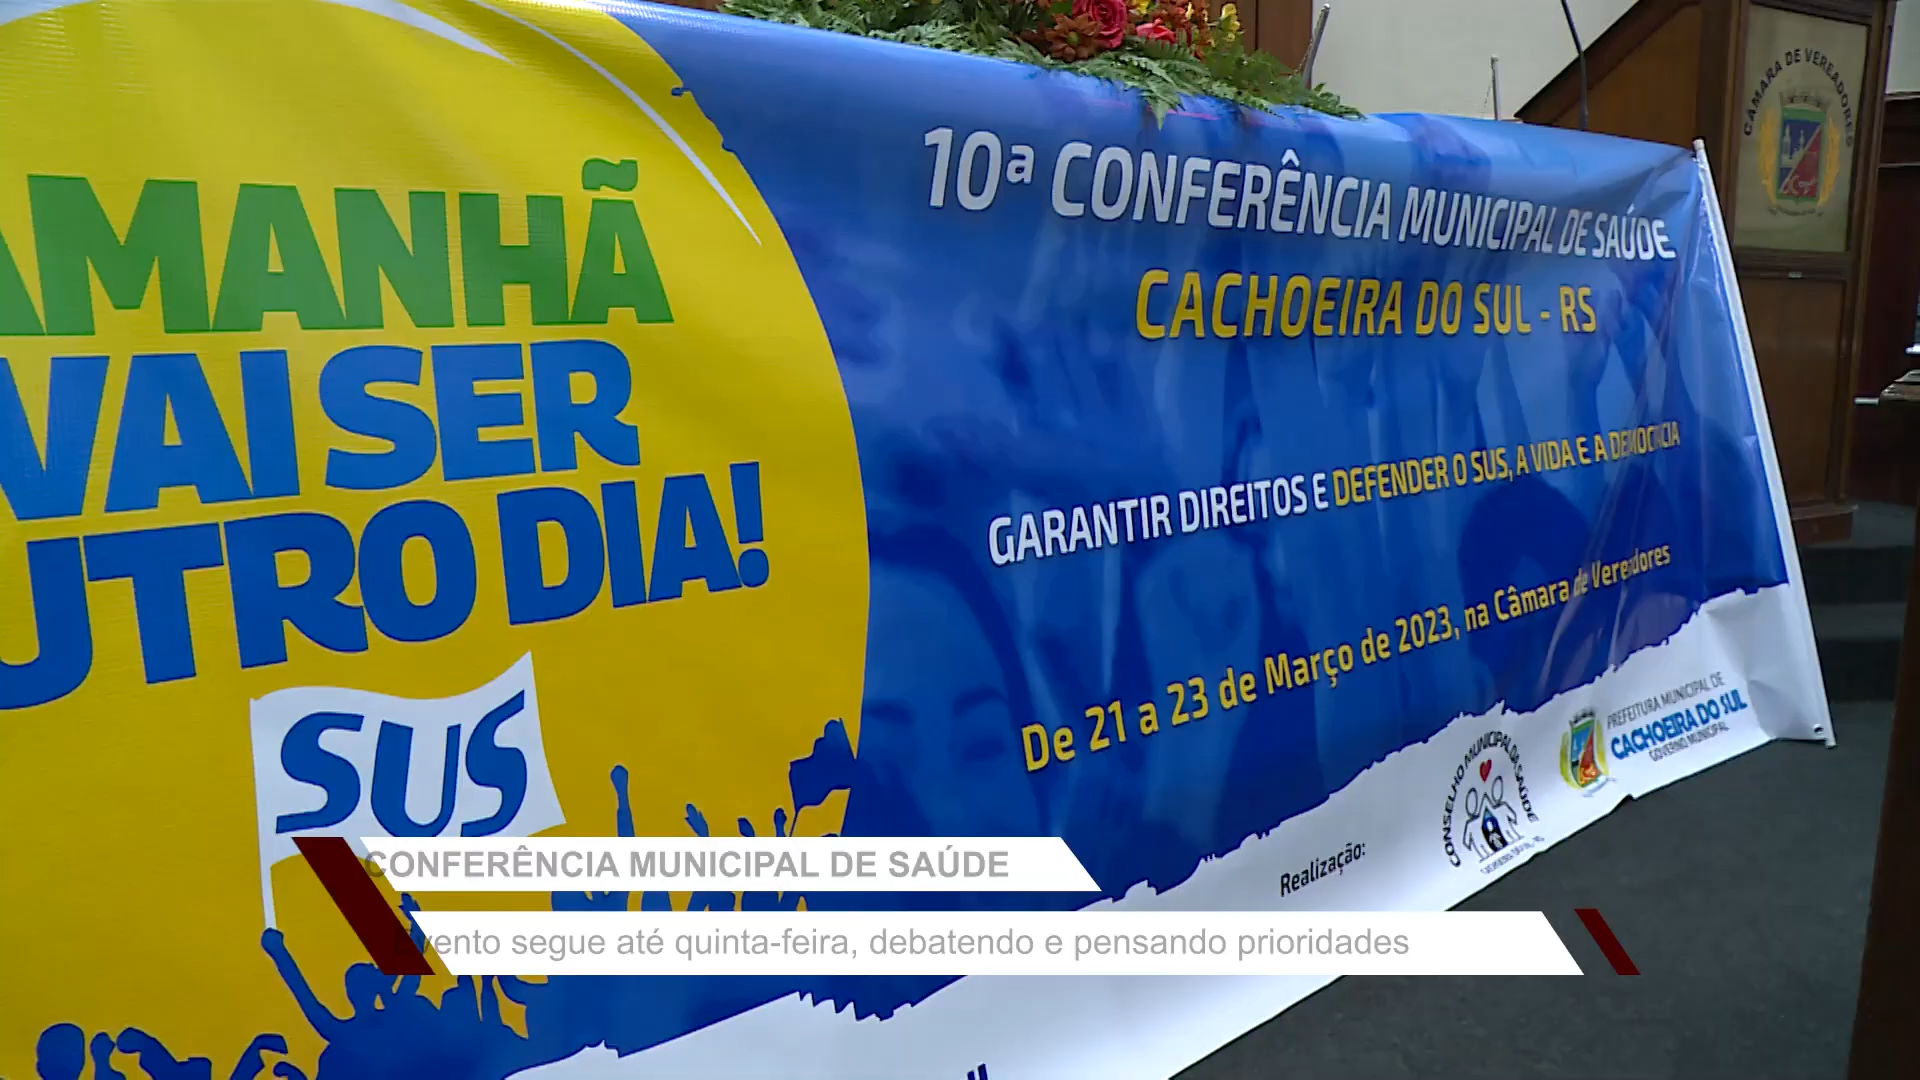 AMANHÃ
VAI SER
UTRO DIA!
SUS
10ª CONFERÊNCIA MUNICIPAL DE SAÚDE
CACHOEIRA DO SUL - RS
GARANTIR DIREITOS E DEFENDER O SUS, A VIDA E A DEMOCRACIA
De 21 a 23 de Março de 2023, na Câmara de Vereadores
Realização:
CONSELHO MUNICIPAL DA SAÚDE
PREFEITURA MUNICIPAL DE
CACHOEIRA DO SUL
GOVERNO MUNICIPAL
CÂMARA DE VEREADORES
CONFERÊNCIA MUNICIPAL DE SAÚDE
Evento segue até quinta-feira, debatendo e pensando prioridades